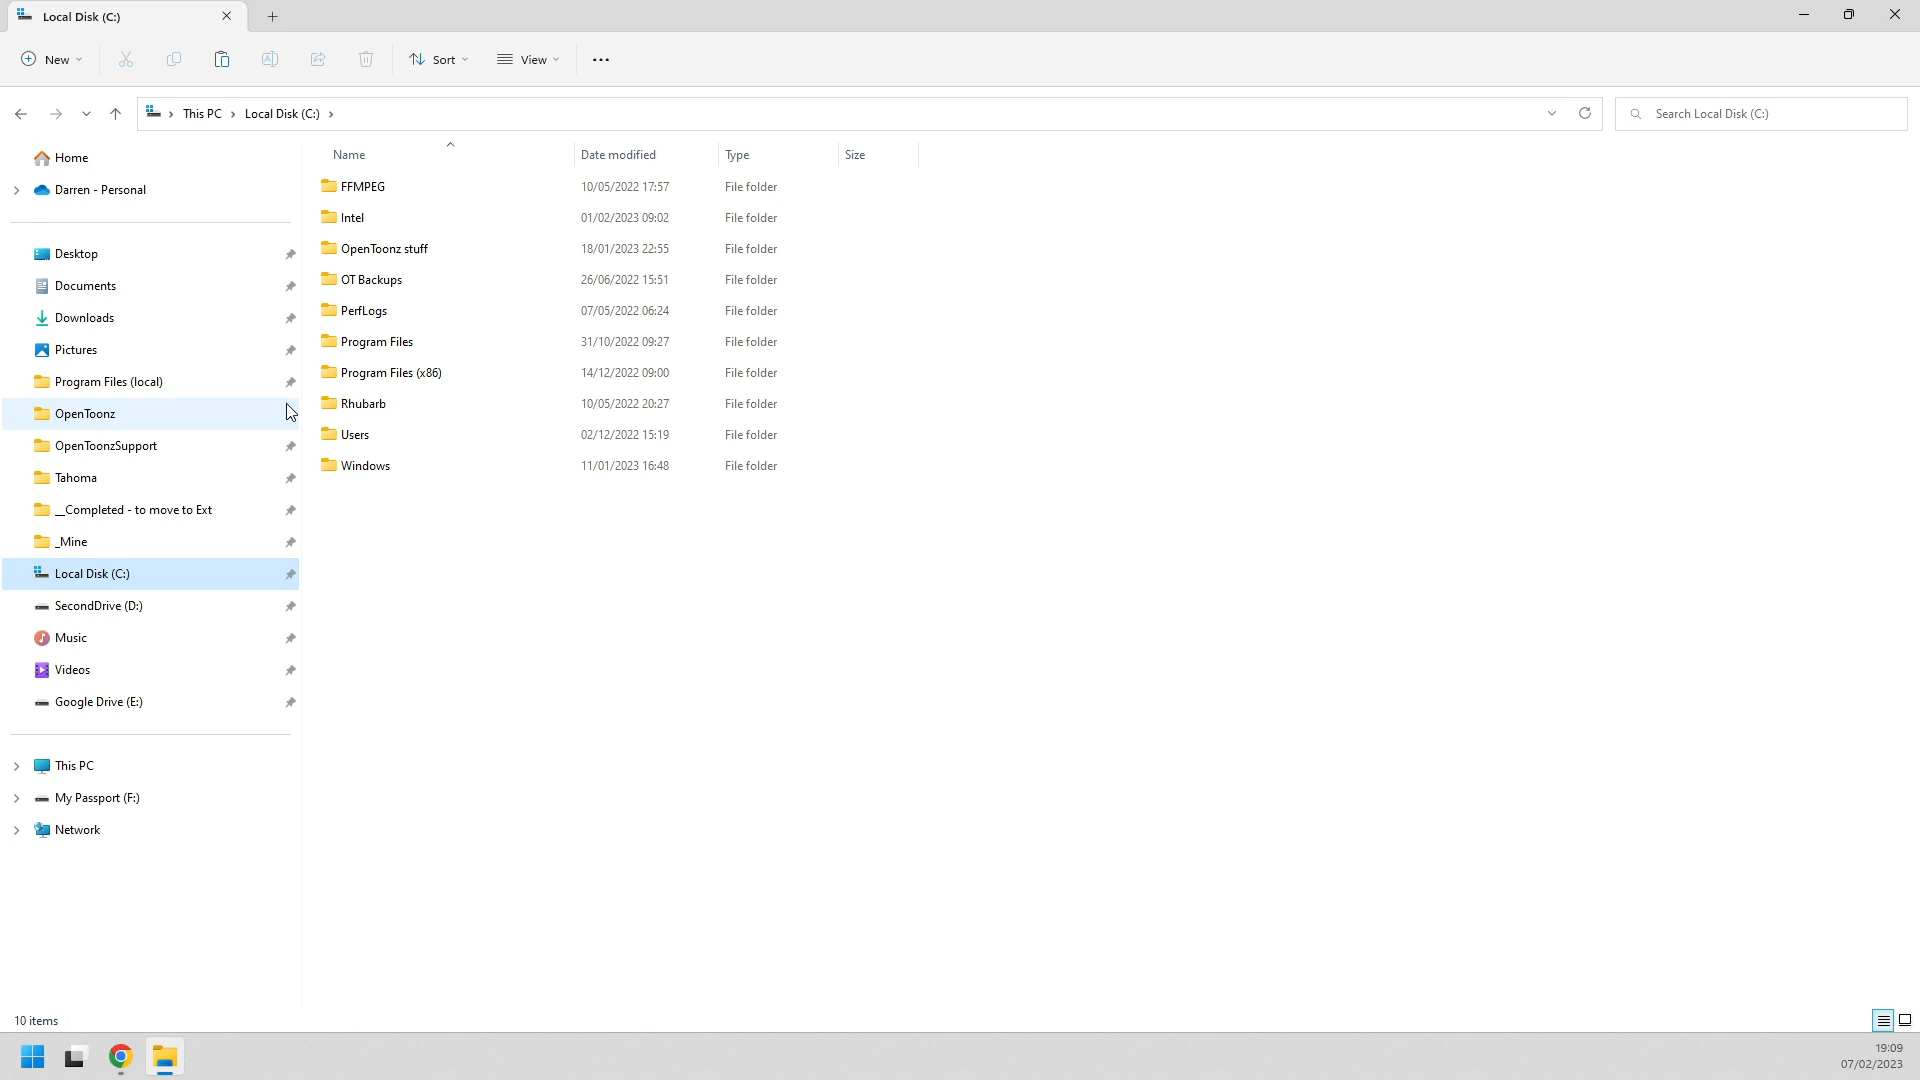 Local Disk (C:)
New
Sort
View
This PC
Local Disk (C:)
Search Local Disk (C:)
Home
Darren - Personal
Desktop
Documents
Downloads
Pictures
Program Files (local)
OpenToonz
OpenToonzSupport
Tahoma
__Completed - to move to Ext
_Mine
Local Disk (C:)
SecondDrive (D:)
Music
Videos
Google Drive (E:)
This PC
My Passport (F:)
Network
Name Date modified Type Size
FFMPEG 10/05/2022 17:57 File folder
Intel 01/02/2023 09:02 File folder
OpenToonz stuff 18/01/2023 22:55 File folder
OT Backups 26/06/2022 15:51 File folder
PerfLogs 07/05/2022 06:24 File folder
Program Files 31/10/2022 09:27 File folder
Program Files (x86) 14/12/2022 09:00 File folder
Rhubarb 10/05/2022 20:27 File folder
Users 02/12/2022 15:19 File folder
Windows 11/01/2023 16:48 File folder
10 items
19:09
07/02/2023